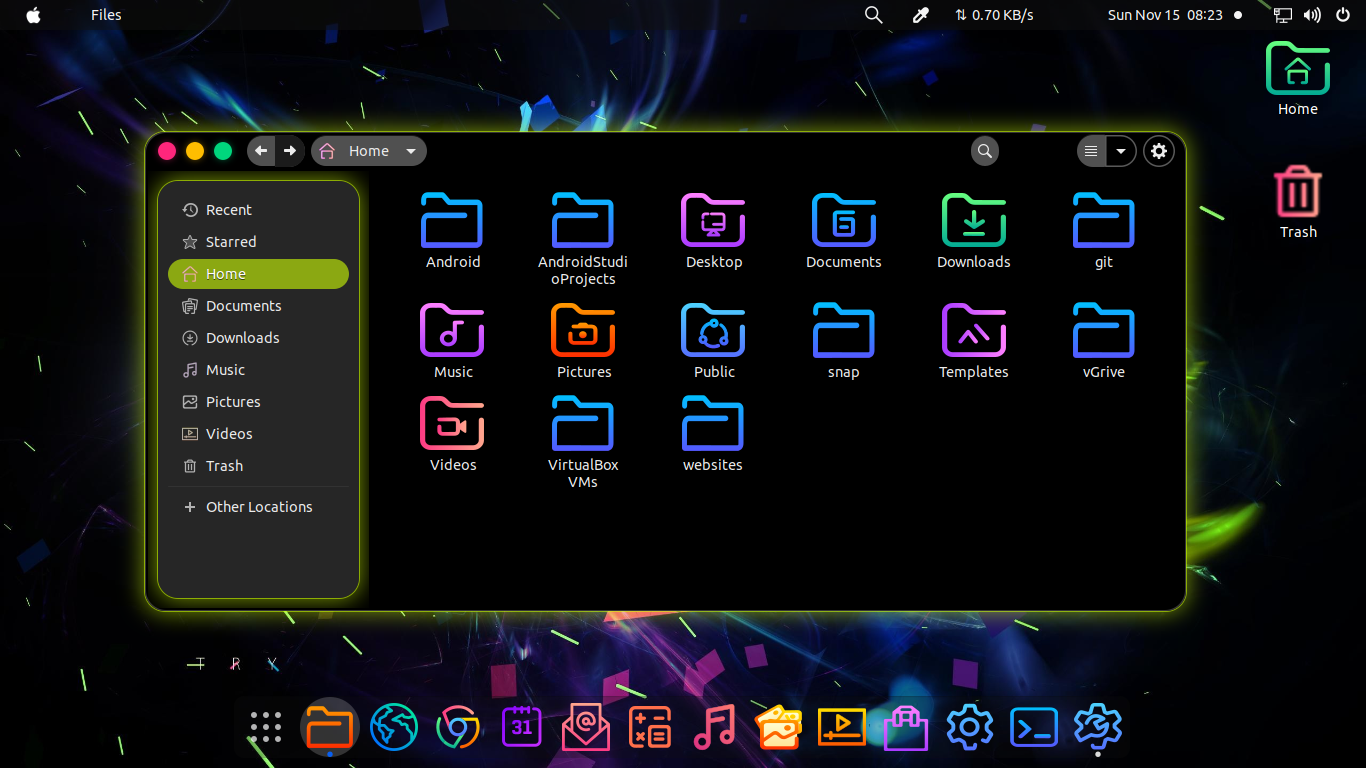 Files
0.70 KB/s
Sun Nov 15 08:23
Home
Trash
Home
Recent
Starred
Home
Documents
Downloads
Music
Pictures
Videos
Trash
Other Locations
Android
AndroidStudi
oProjects
Desktop
Documents
Downloads
git
Music
Pictures
Public
snap
Templates
vGrive
Videos
VirtualBox
VMs
websites
T R Y
31